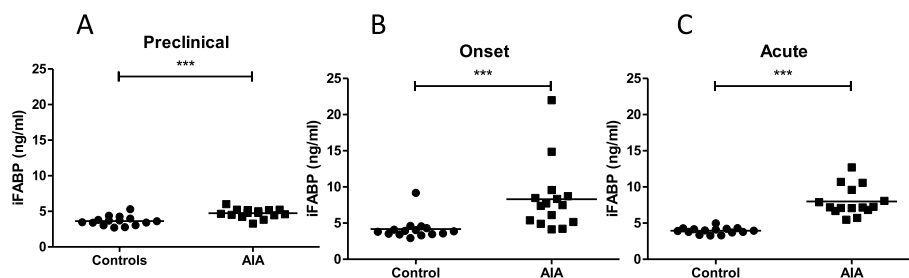 A
Preclinical
***
25
20
15
10
5
0
iFABP (ng/ml)
Controls
AIA
B
Onset
***
25
20
15
10
5
0
iFABP (ng/ml)
Control
AIA
C
Acute
***
25
20
15
10
5
0
iFABP (ng/ml)
Control
AIA